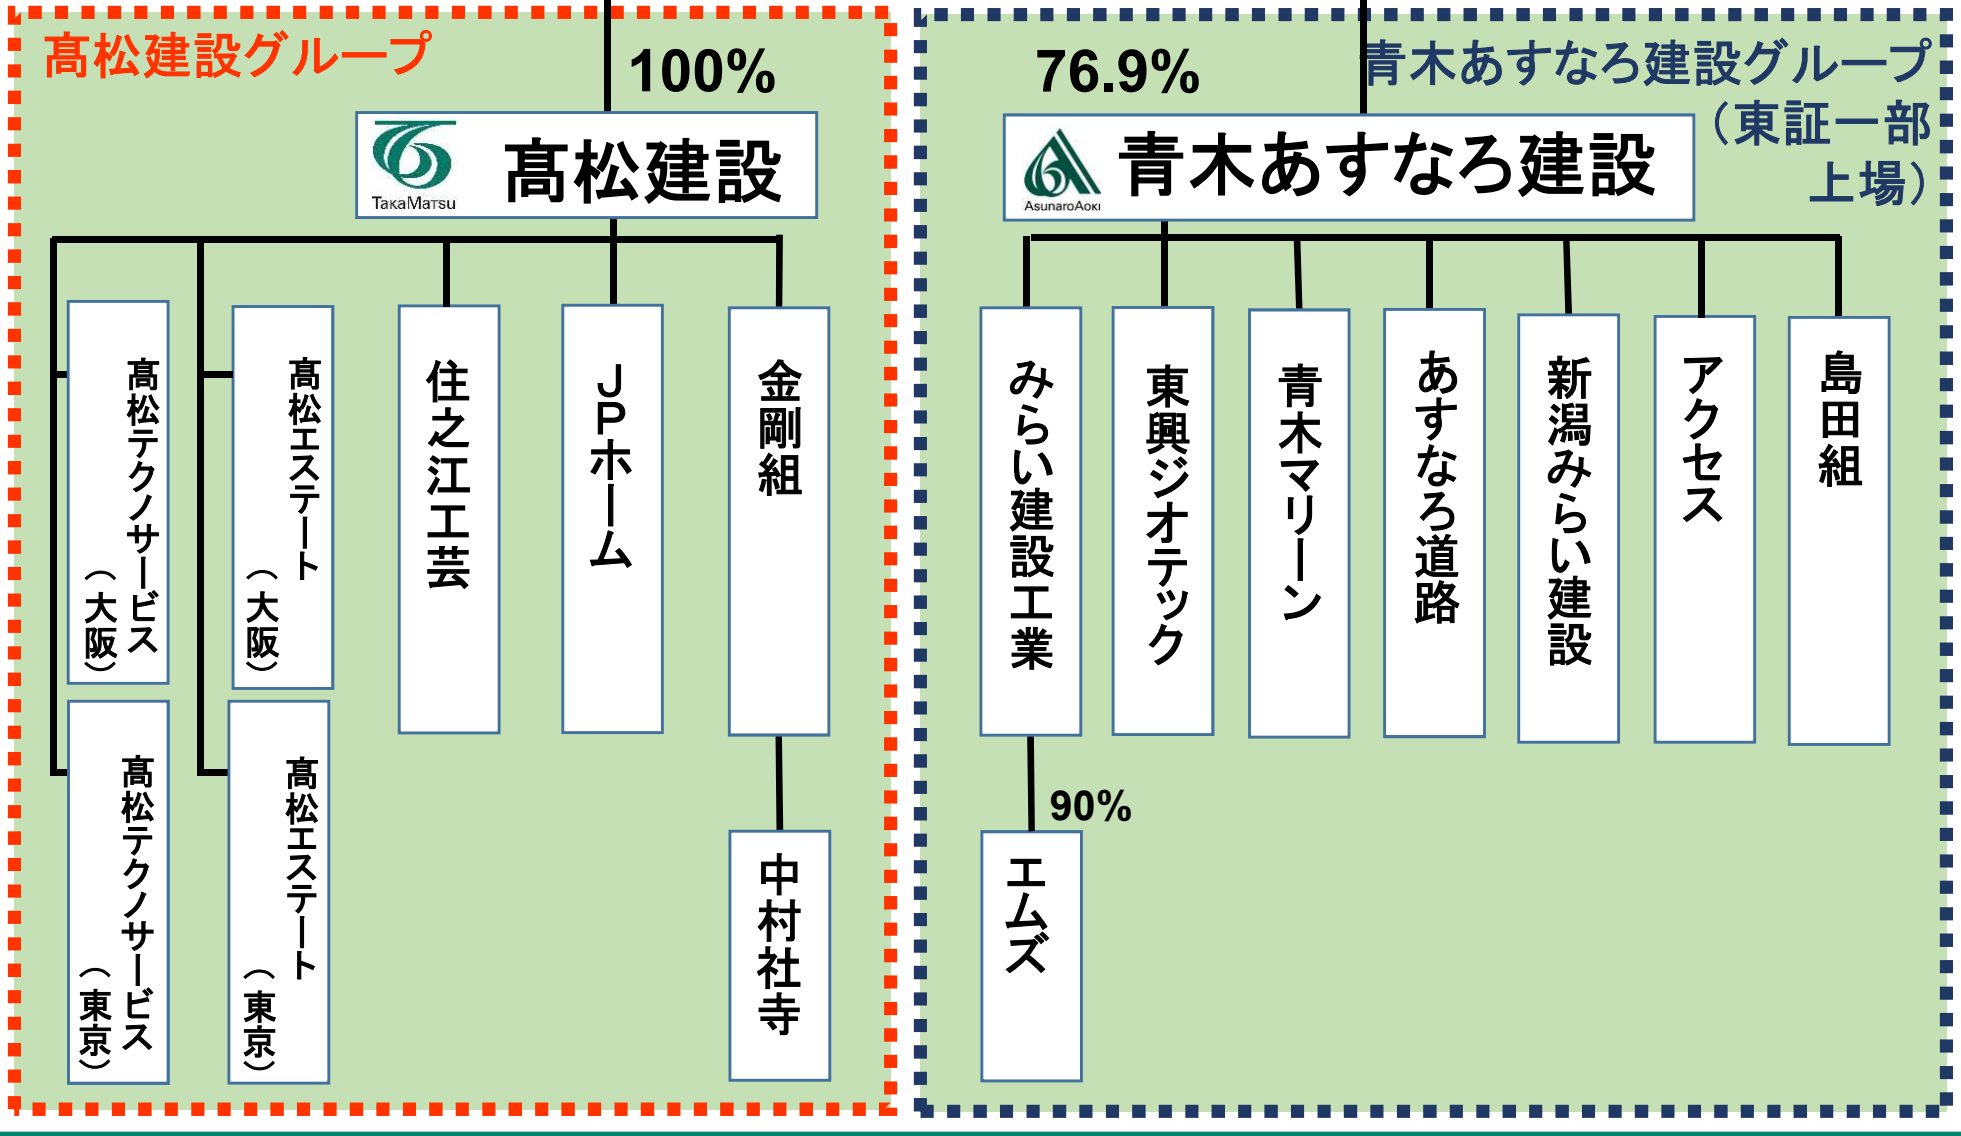 髙松建設グループ
100%
TakaMatsu
髙松建設
髙松テクノサービス
（大阪）
髙松エステート
（大阪）
住之江工芸
JPホーム
金剛組
髙松テクノサービス
（東京）
髙松エステート
（東京）
中村社寺
76.9%
青木あすなろ建設グループ
（東証一部
上場）
AsunaroAoki
青木あすなろ建設
みらい建設工業
東興ジオテック
青木マリーン
あすなろ道路
新潟みらい建設
アクセス
島田組
90%
エムズ